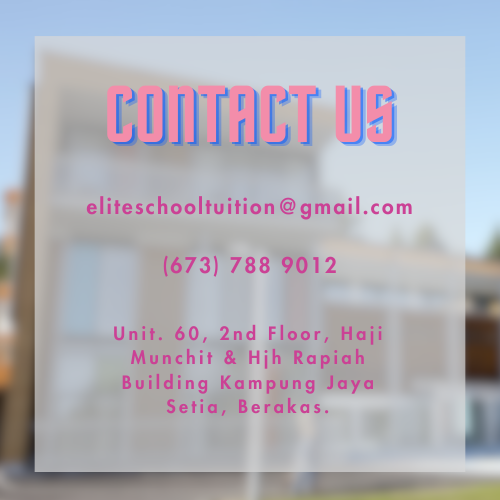 CONTACT US
eliteschooltuition@gmail.com
(673) 788 9012
Unit. 60, 2nd Floor, Haji
Munchit & Hjh Rapiah
Building Kampung Jaya
Setia, Berakas.